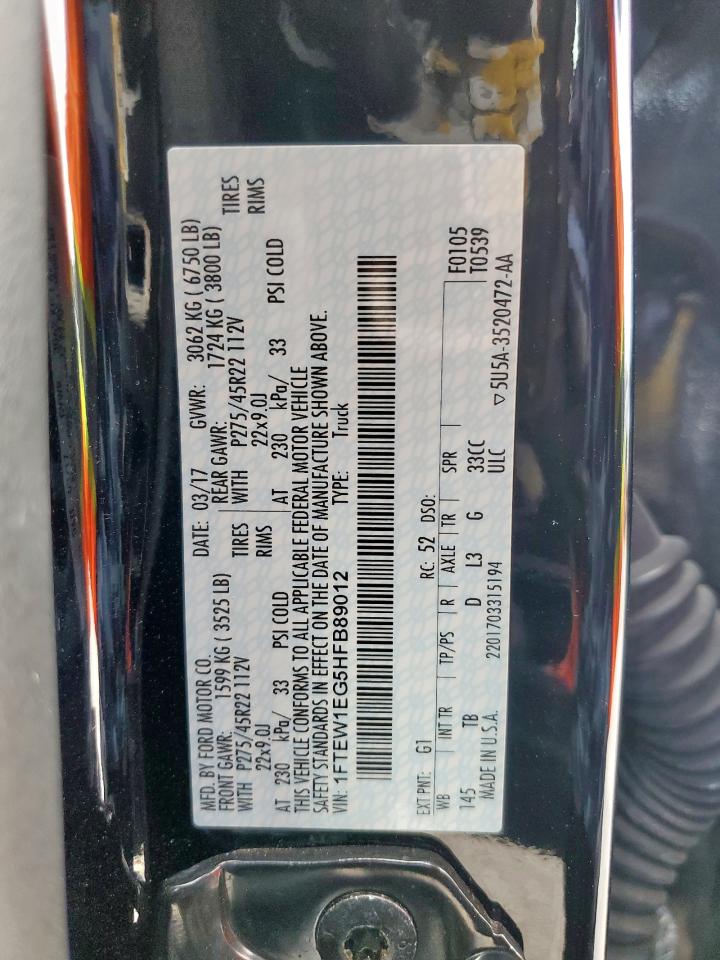 MFD. BY FORD MOTOR CO. DATE: 03/17 GVWR: 3062 KG ( 6750 LB)
FRONT GAWR: 1599 KG ( 3525 LB) REAR GAWR: 1724 KG ( 3800 LB)
WITH P275/45R22 112V TIRES WITH P275/45R22 112V TIRES
22x9.0J RIMS 22x9.0J RIMS
AT 230 kPa/ 33 PSI COLD AT 230 kPa/ 33 PSI COLD
THIS VEHICLE CONFORMS TO ALL APPLICABLE FEDERAL MOTOR VEHICLE
SAFETY STANDARDS IN EFFECT ON THE DATE OF MANUFACTURE SHOWN ABOVE.
VIN: 1FTEW1EG5HFB89012 TYPE: Truck
EXT PNT: G1 RC: 52 DSO: F0105
WB INT TR TP/PS R AXLE TR SPR T0539
145 TB D L3 G 33CC
MADE IN U.S.A. 2201703315194 ULC ▽5U5A-3520472-AA